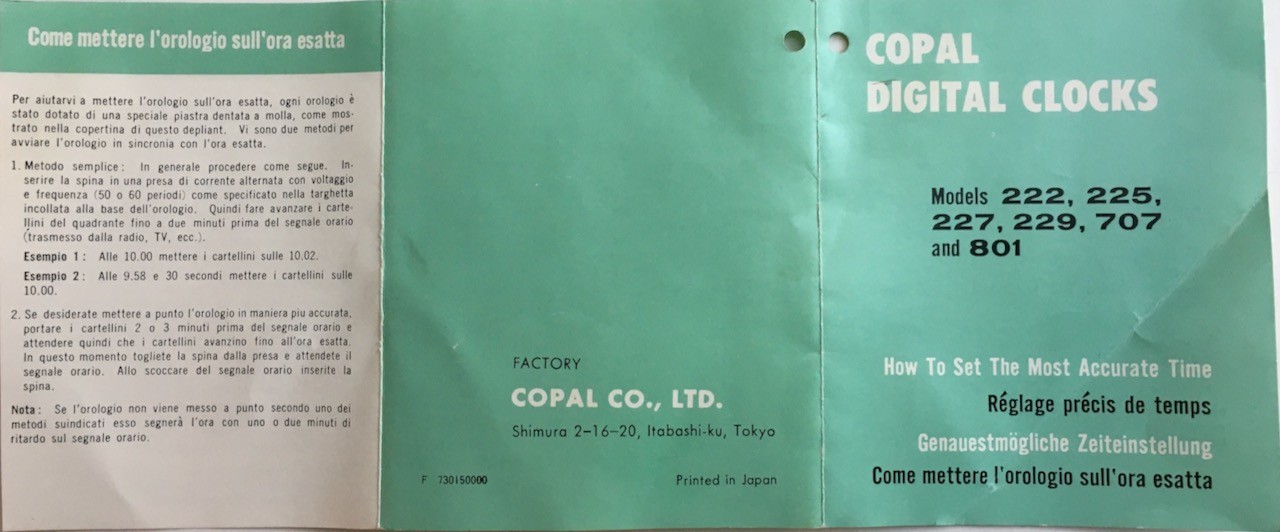 Come mettere l'orologio sull'ora esatta
Per aiutarvi a mettere l'orologio sull'ora esatta, ogni orologio è
stato dotato di una speciale piastra dentata a molla, come mos-
trato nella copertina di questo depliant. Vi sono due metodi per
avviare l'orologio in sincronia con l'ora esatta.
1. Metodo semplice: In generale procedere come segue. In-
serire la spina in una presa di corrente alternata con voltaggio
e frequenza (50 o 60 periodi) come specificato nella targhetta
incollata alla base dell'orologio. Quindi fare avanzare i carte-
llini del quadrante fino a due minuti prima del segnale orario
(trasmesso dalla radio, TV, ecc.).
Esempio 1: Alle 10.00 mettere i cartellini sulle 10.02.
Esempio 2: Alle 9.58 e 30 secondi mettere i cartellini sulle
10.00.
2. Se desiderate mettere a punto l'orologio in maniera piu accurata,
portare i cartellini 2 o 3 minuti prima del segnale orario e
attendere quindi che i cartellini avanzino fino all'ora esatta.
In questo momento togliete la spina dalla presa e attendete il
segnale orario. Allo scoccare del segnale orario inserite la
spina.
Nota: Se l'orologio non viene messo a punto secondo uno dei
metodi suindicati esso segnerà l'ora con uno o due minuti di
ritardo sul segnale orario.
FACTORY
COPAL CO., LTD.
Shimura 2-16-20, Itabashi-ku, Tokyo
F 730150000
Printed in Japan
COPAL
DIGITAL CLOCKS
Models 222, 225,
227, 229, 707
and 801
How To Set The Most Accurate Time
Réglage précis de temps
Genauestmögliche Zeiteinstellung
Come mettere l'orologio sull'ora esatta